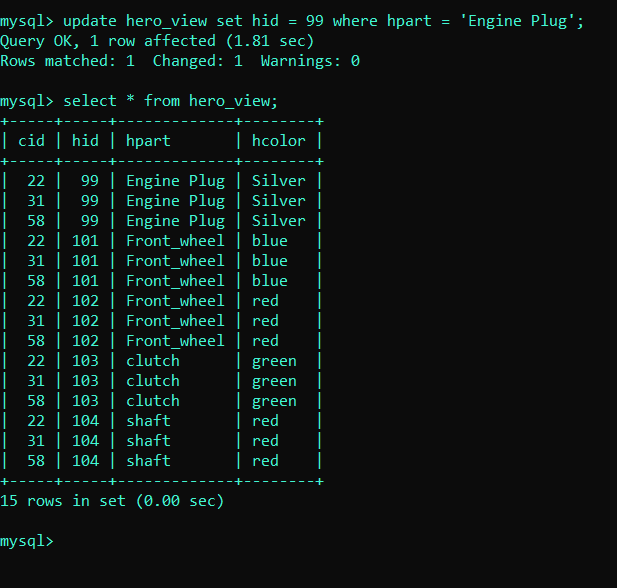 mysql> update hero_view set hid = 99 where hpart = 'Engine Plug';
Query OK, 1 row affected (1.81 sec)
Rows matched: 1  Changed: 1  Warnings: 0
mysql> select * from hero_view;
+-----+-----+-------------+--------+
| cid | hid | hpart       | hcolor |
+-----+-----+-------------+--------+
|  22 |  99 | Engine Plug | Silver |
|  31 |  99 | Engine Plug | Silver |
|  58 |  99 | Engine Plug | Silver |
|  22 | 101 | Front_wheel | blue   |
|  31 | 101 | Front_wheel | blue   |
|  58 | 101 | Front_wheel | blue   |
|  22 | 102 | Front_wheel | red    |
|  31 | 102 | Front_wheel | red    |
|  58 | 102 | Front_wheel | red    |
|  22 | 103 | clutch      | green  |
|  31 | 103 | clutch      | green  |
|  58 | 103 | clutch      | green  |
|  22 | 104 | shaft       | red    |
|  31 | 104 | shaft       | red    |
|  58 | 104 | shaft       | red    |
+-----+-----+-------------+--------+
15 rows in set (0.00 sec)
mysql>